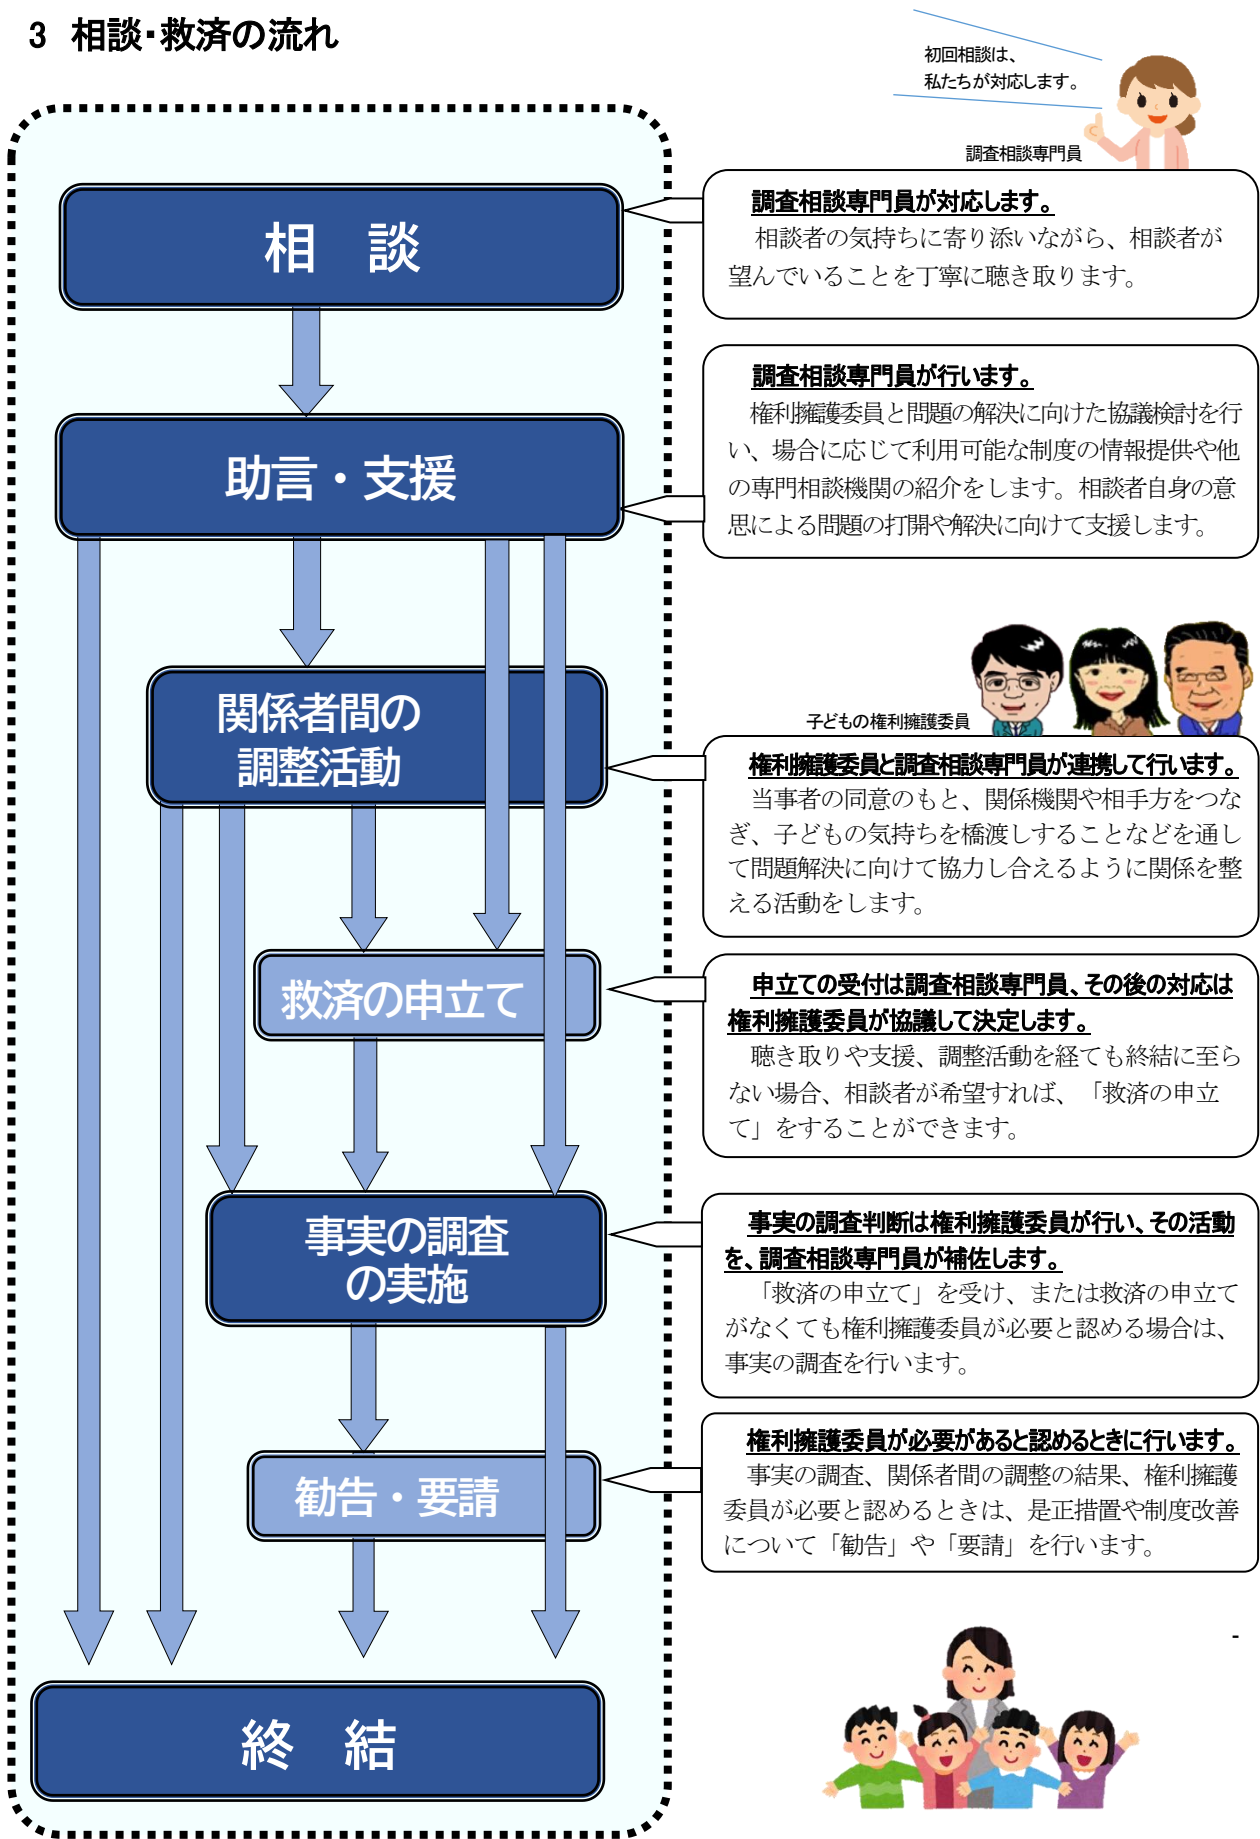 3 相談・救済の流れ
初回相談は、
私たちが対応します。
調査相談専門員
相 談
調査相談専門員が対応します。
相談者の気持ちに寄り添いながら、相談者が
望んでいることを丁寧に聴き取ります。
助言・支援
調査相談専門員が行います。
権利擁護委員と問題の解決に向けた協議検討を行
い、場合に応じて利用可能な制度の情報提供や他
の専門相談機関の紹介をします。相談者自身の意
思による問題の打開や解決に向けて支援します。
子どもの権利擁護委員
関係者間の
調整活動
権利擁護委員と調査相談専門員が連携して行います。
当事者の同意のもと、関係機関や相手方をつな
ぎ、子どもの気持ちを橋渡しすることなどを通し
て問題解決に向けて協力し合えるように関係を整
える活動をします。
救済の申立て
申立ての受付は調査相談専門員、その後の対応は
権利擁護委員が協議して決定します。
聴き取りや支援、調整活動を経ても終結に至ら
ない場合、相談者が希望すれば、「救済の申立
て」をすることができます。
事実の調査
の実施
事実の調査判断は権利擁護委員が行い、その活動
を、調査相談専門員が補佐します。
「救済の申立て」を受け、または救済の申立て
がなくても権利擁護委員が必要と認める場合は、
事実の調査を行います。
勧告・要請
権利擁護委員が必要があると認めるときに行います。
事実の調査、関係者間の調整の結果、権利擁護
委員が必要と認めるときは、是正措置や制度改善
について「勧告」や「要請」を行います。
-
終 結